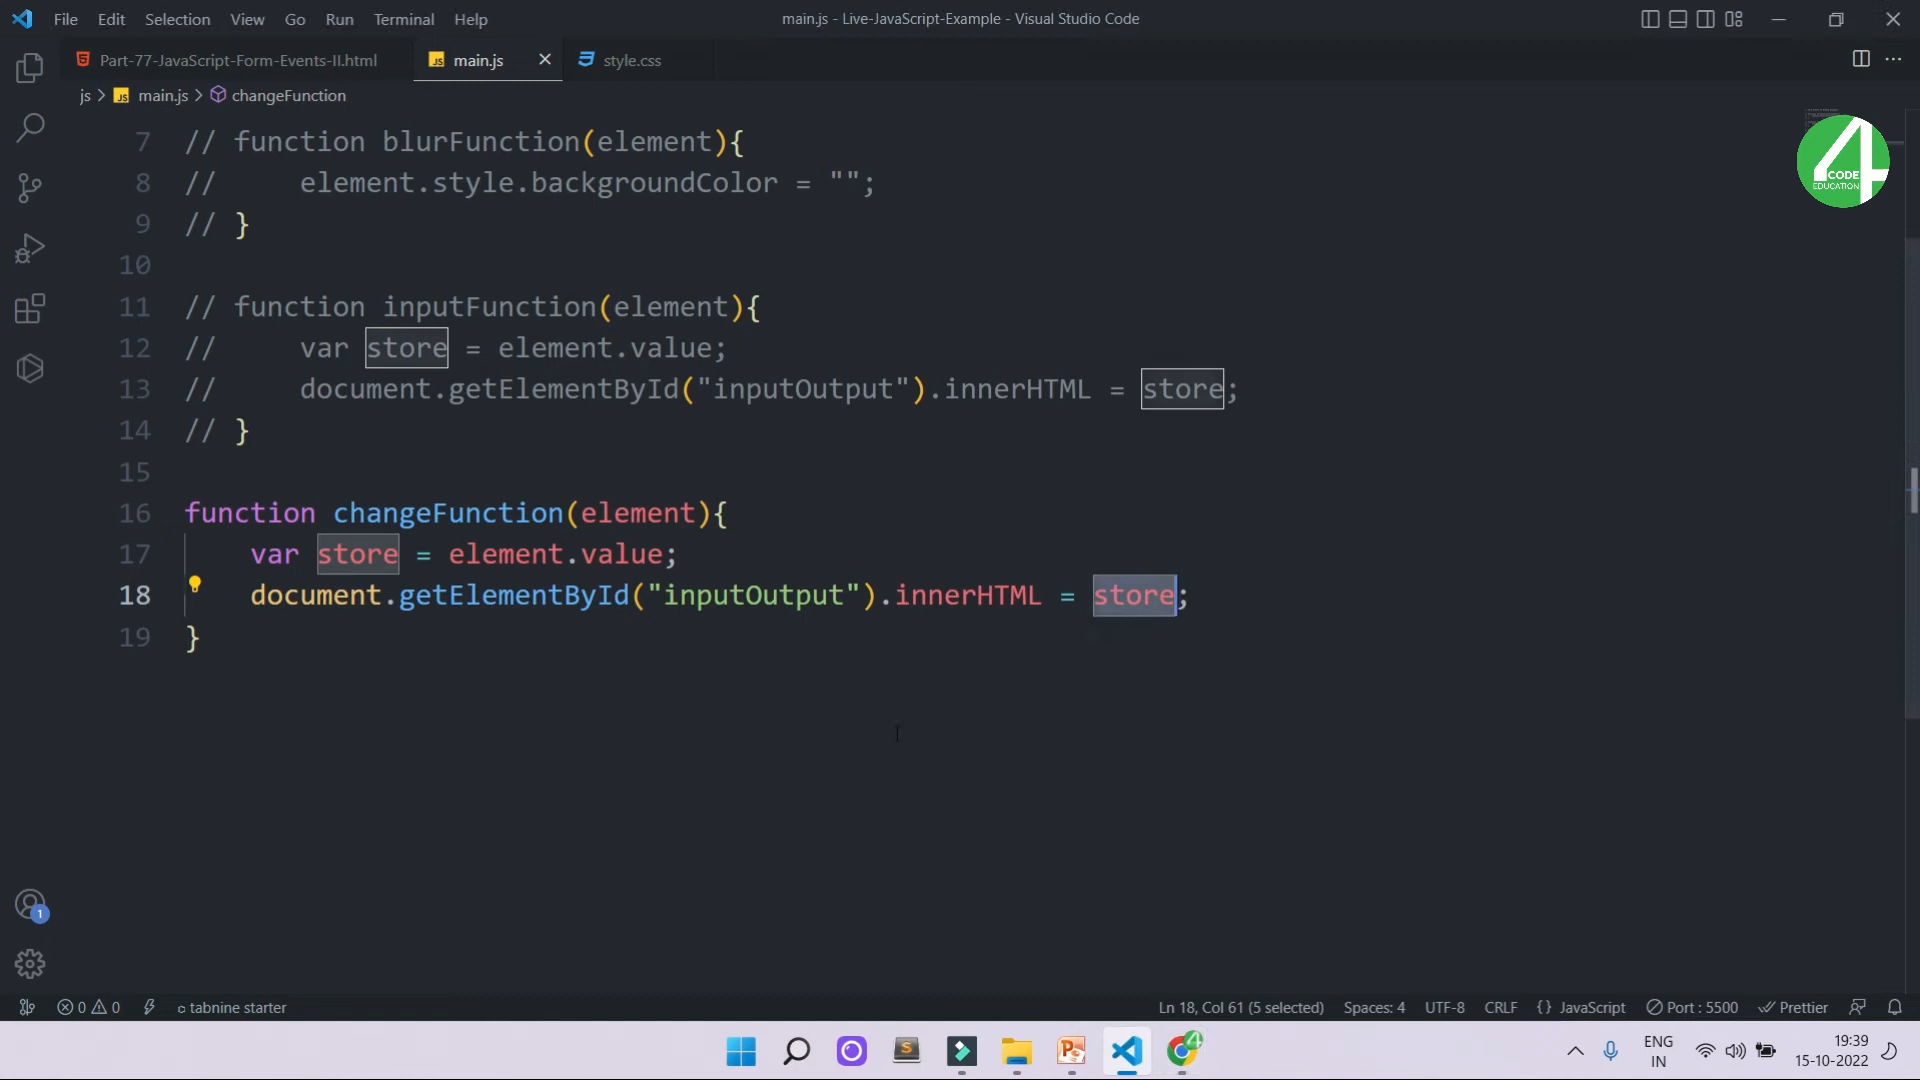 File Edit Selection View Go Run Terminal Help
main.js - Live-JavaScript-Example - Visual Studio Code
Part-77-JavaScript-Form-Events-II.html
JS main.js
style.css
js > JS main.js > changeFunction
4 CODE EDUCATION
7 // function blurFunction(element){
8 //     element.style.backgroundColor = "";
9 // }
10
11 // function inputFunction(element){
12 //     var store = element.value;
13 //     document.getElementById("inputOutput").innerHTML = store;
14 // }
15
16 function changeFunction(element){
17     var store = element.value;
18     document.getElementById("inputOutput").innerHTML = store;
19 }
1
0 0 tabnine starter
Ln 18, Col 61 (5 selected) Spaces: 4 UTF-8 CRLF {} JavaScript Port : 5500 Prettier
ENG
IN
19:39
15-10-2022